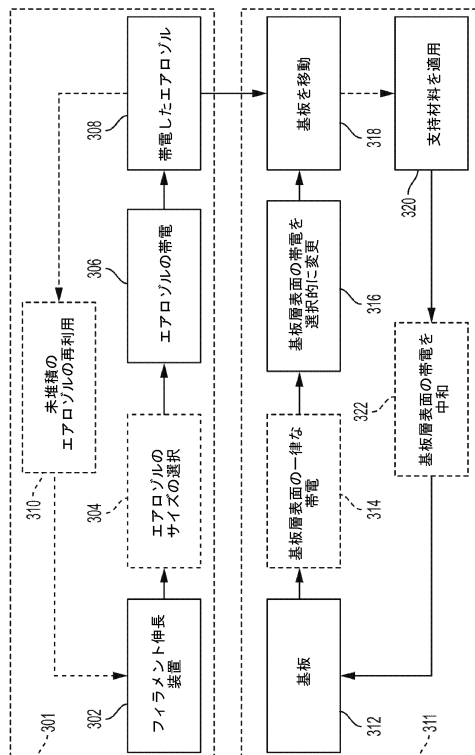 301
310
未堆積の
エアロゾルの再利用
302
フィラメント伸長
装置
304
エアロゾルの
サイズの選択
306
エアロゾルの帯電
308
帯電したエアロゾル
311
312
基板
314
基板層表面の一律な
帯電
316
基板層表面の帯電を
選択的に変更
318
基板を移動
320
支持材料を適用
322
基板層表面の帯電を
中和